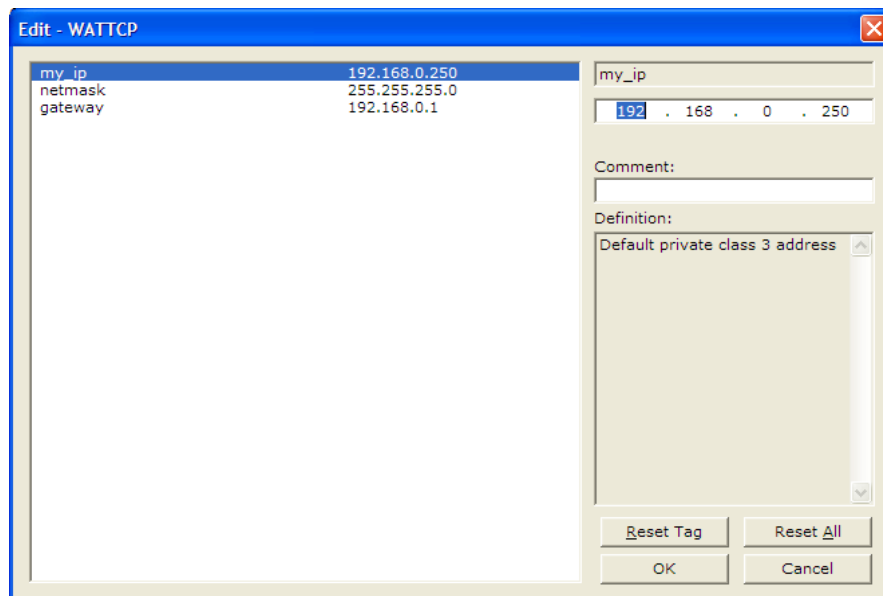 Edit - WATTCP
my_ip 192.168.0.250
netmask 255.255.255.0
gateway 192.168.0.1
my_ip
192 . 168 . 0 . 250
Comment:
Definition:
Default private class 3 address
Reset Tag Reset All
OK Cancel